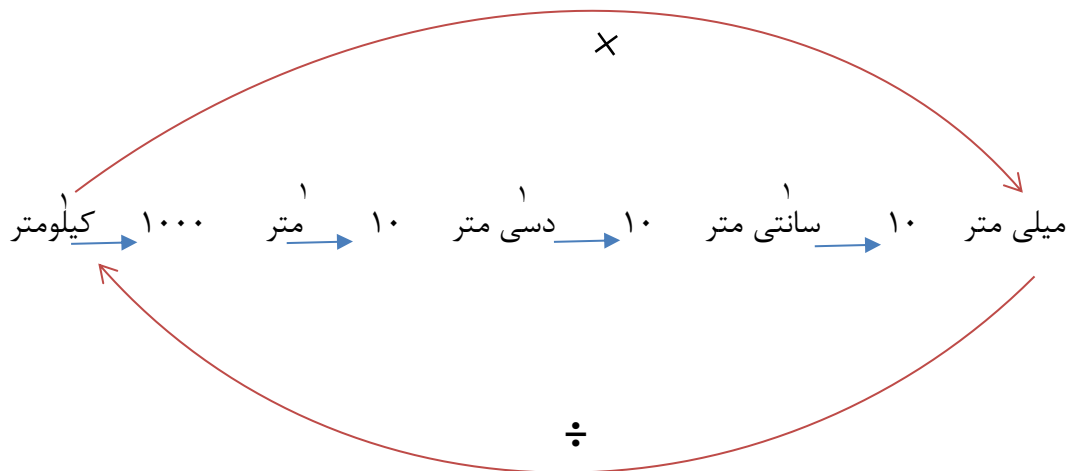 ×
۱ ۱ ۱ ۱
میلی متر ۱۰ سانتی متر ۱۰ دسی متر ۱۰ متر ۱۰۰۰ کیلومتر
÷